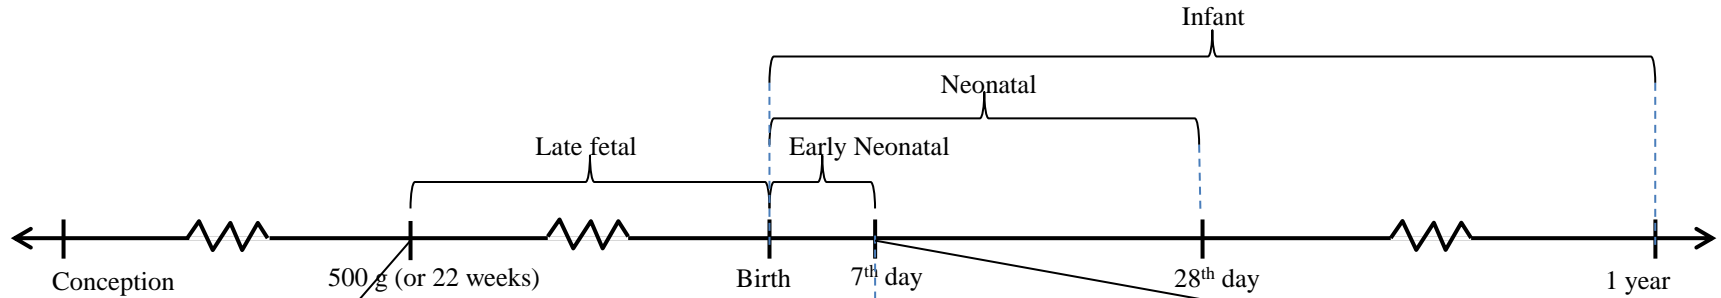 Infant
Neonatal
Late fetal
Early Neonatal
Conception
500 g (or 22 weeks)
Birth
7th day
28th day
1 year